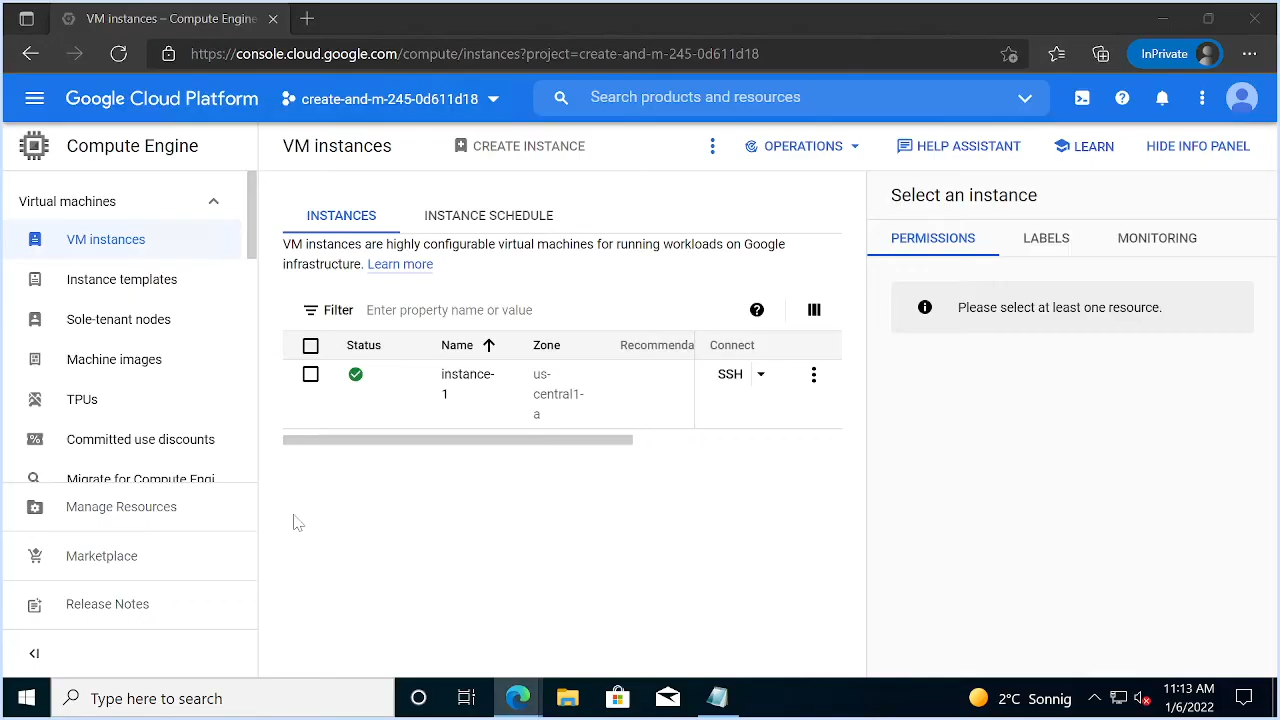 VM instances – Compute Engine
https://console.cloud.google.com/compute/instances?project=create-and-m-245-0d611d18
InPrivate
Google Cloud Platform
create-and-m-245-0d611d18
Search products and resources
Compute Engine
VM instances
CREATE INSTANCE
OPERATIONS
HELP ASSISTANT
LEARN
HIDE INFO PANEL
Virtual machines
VM instances
Instance templates
Sole-tenant nodes
Machine images
TPUs
Committed use discounts
Migrate for Compute Engi
Manage Resources
Marketplace
Release Notes
INSTANCES
INSTANCE SCHEDULE
VM instances are highly configurable virtual machines for running workloads on Google
infrastructure. Learn more
Filter Enter property name or value
Status Name Zone Recommenda Connect
instance-
1
us-
central1-
a
SSH
Select an instance
PERMISSIONS
LABELS
MONITORING
Please select at least one resource.
Type here to search
2°C Sonnig
11:13 AM
1/6/2022